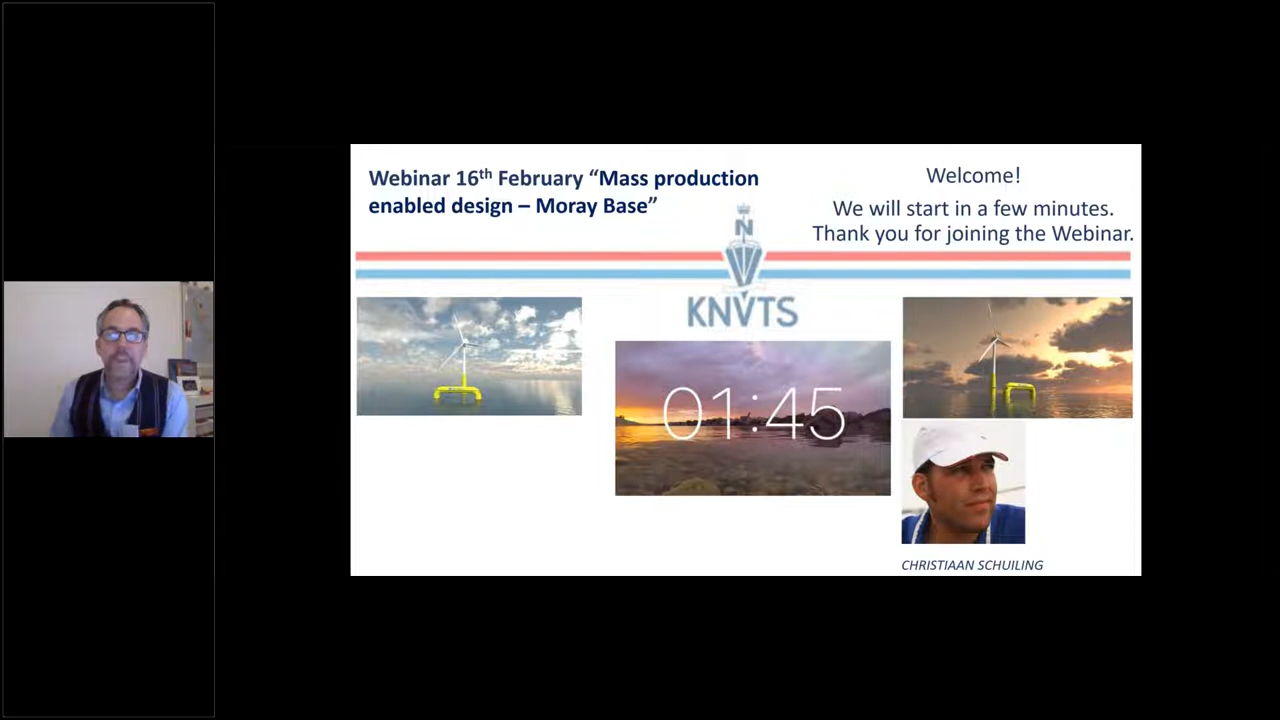 Webinar 16th February “Mass production
enabled design – Moray Base”
Welcome!
We will start in a few minutes.
Thank you for joining the Webinar.
N
KNVTS
01:45
CHRISTIAAN SCHUILING